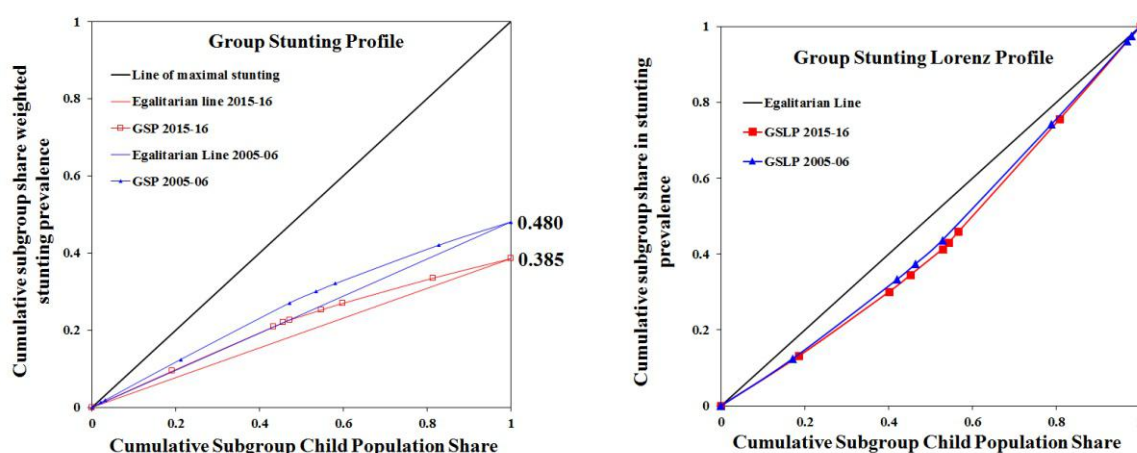 Group Stunting Profile
Line of maximal stunting
Egalitarian line 2015-16
GSP 2015-16
Egalitarian Line 2005-06
GSP 2005-06
Cumulative subgroup share weighted
stunting prevalence
1
0.8
0.6
0.4
0.2
0
0.480
0.385
0 0.2 0.4 0.6 0.8 1
Cumulative Subgroup Child Population Share
Group Stunting Lorenz Profile
Egalitarian Line
GSLP 2015-16
GSLP 2005-06
Cumulative subgroup share in stunting
prevalence
1
0.8
0.6
0.4
0.2
0
0 0.2 0.4 0.6 0.8
Cumulative Subgroup Child Population Share